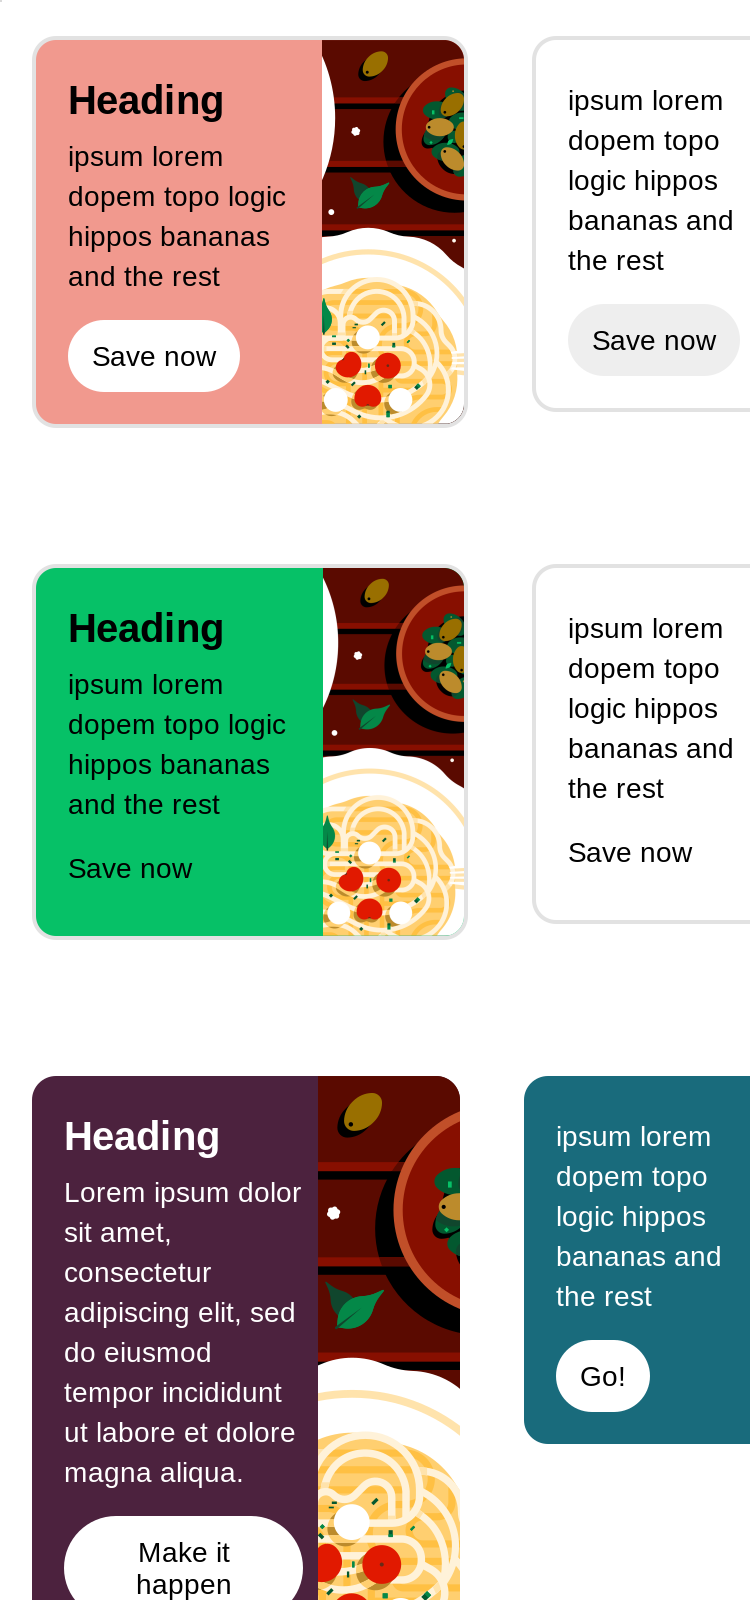 Heading
ipsum lorem
dopem topo logic
hippos bananas
and the rest
Save now
ipsum lorem
dopem topo
logic hippos
bananas and
the rest
Save now
Heading
ipsum lorem
dopem topo logic
hippos bananas
and the rest
Save now
ipsum lorem
dopem topo
logic hippos
bananas and
the rest
Save now
Heading
Lorem ipsum dolor
sit amet,
consectetur
adipiscing elit, sed
do eiusmod
tempor incididunt
ut labore et dolore
magna aliqua.
Make it
happen
ipsum lorem
dopem topo
logic hippos
bananas and
the rest
Go!